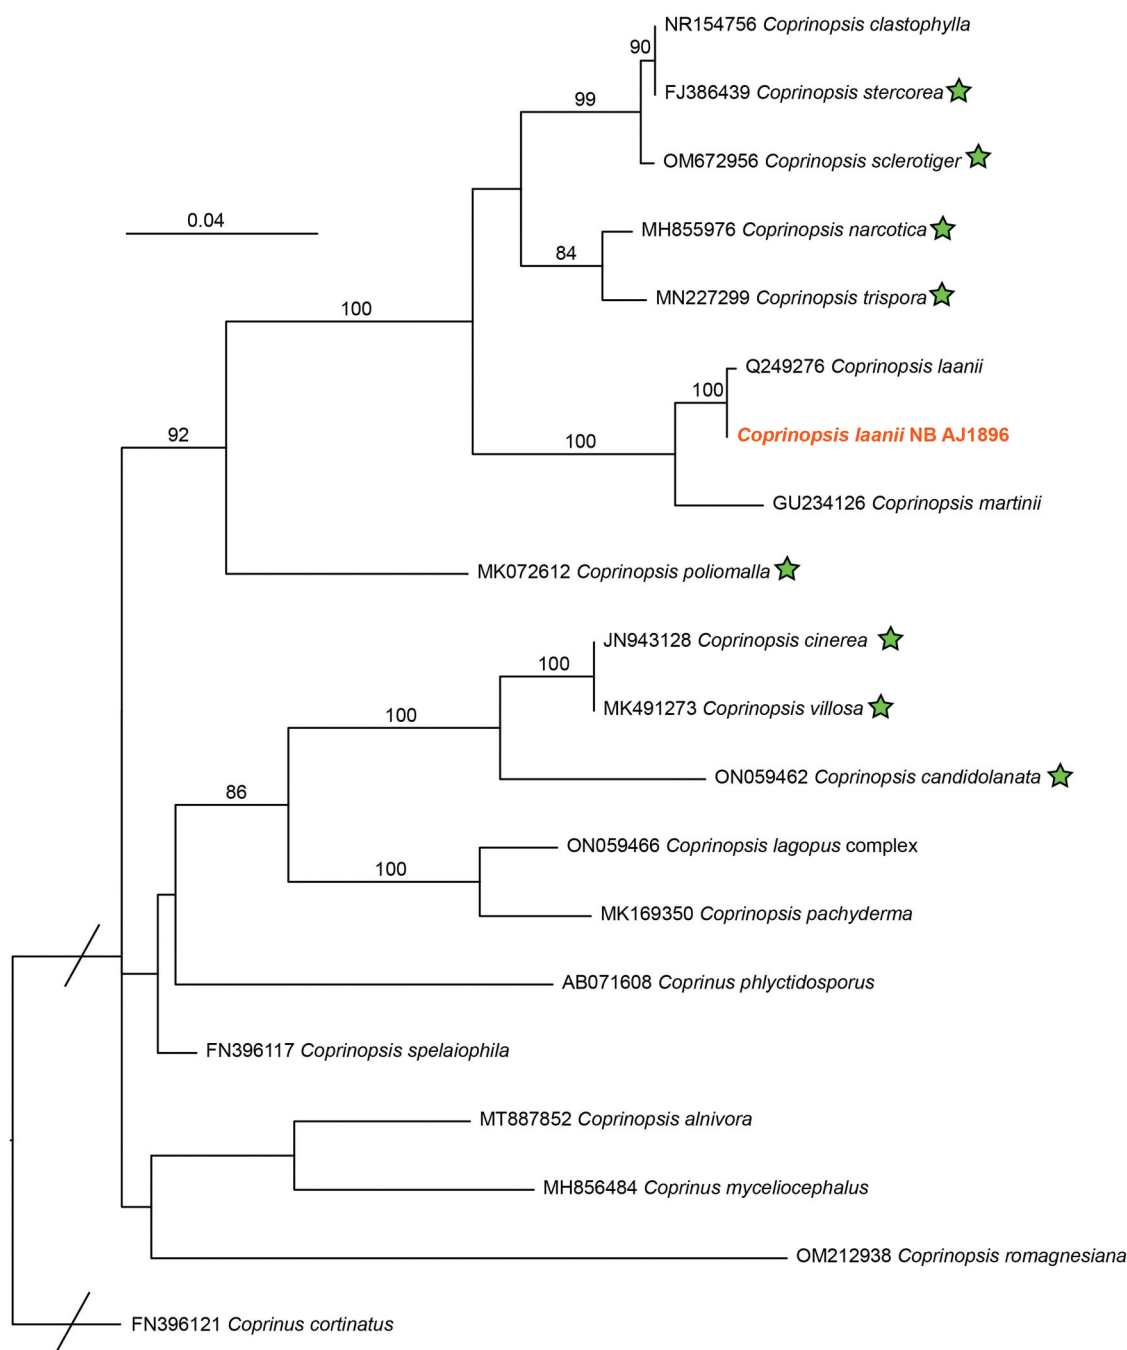 NR154756 Coprinopsis clastophylla
90
FJ386439 Coprinopsis stercorea
99
OM672956 Coprinopsis sclerotiger
0.04
MH855976 Coprinopsis narcotica
84
MN227299 Coprinopsis trispora
100
Q249276 Coprinopsis laanii
100
Coprinopsis laanii NB AJ1896
92
100
GU234126 Coprinopsis martinii
MK072612 Coprinopsis poliomalla
JN943128 Coprinopsis cinerea
100
MK491273 Coprinopsis villosa
100
ON059462 Coprinopsis candidolanata
86
ON059466 Coprinopsis lagopus complex
100
MK169350 Coprinopsis pachyderma
AB071608 Coprinus phlyctidosporus
FN396117 Coprinopsis spelaiophila
MT887852 Coprinopsis alnivora
MH856484 Coprinus myceliocephalus
OM212938 Coprinopsis romagnesiana
FN396121 Coprinus cortinatus